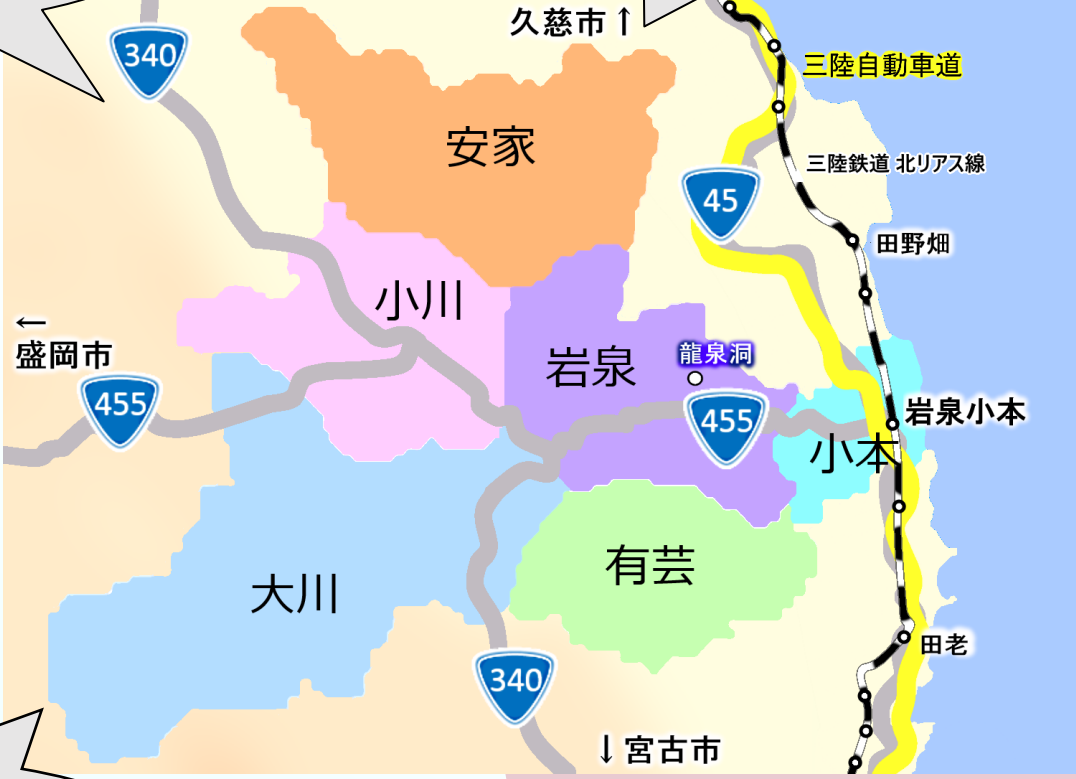 久慈市↑
340
三陸自動車道
安家
三陸鉄道 北リアス線
45
田野畑
小川
←
盛岡市
龍泉洞
岩泉
455
455
岩泉小本
小本
有芸
大川
田老
340
↓宮古市